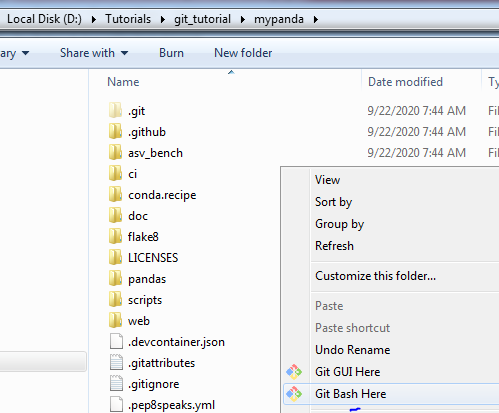 Local Disk (D:) ▸ Tutorials ▸ git_tutorial ▸ mypanda ▸
ary ▾ Share with ▾ Burn New folder
Name Date modified Ty
.git 9/22/2020 7:44 AM Fil
.github 9/22/2020 7:44 AM Fil
asv_bench 9/22/2020 7:44 AM Fil
ci
conda.recipe
doc
flake8
LICENSES
pandas
scripts
web
.devcontainer.json
.gitattributes
.gitignore
.pep8speaks.yml
View
Sort by
Group by
Refresh
Customize this folder...
Paste
Paste shortcut
Undo Rename
Git GUI Here
Git Bash Here